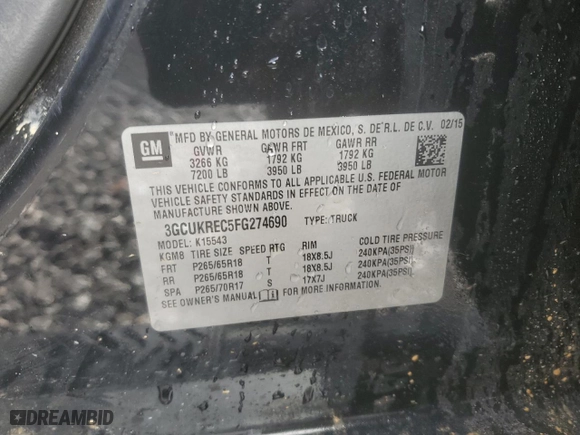 GM
® MFD BY GENERAL MOTORS DE MEXICO, S. DE R.L. DE C.V. 02/15
GVWR GAWR FRT GAWR RR
3266 KG 1792 KG 1792 KG
7200 LB 3950 LB 3950 LB
THIS VEHICLE CONFORMS TO ALL APPLICABLE U.S. FEDERAL MOTOR
VEHICLE SAFETY STANDARDS IN EFFECT ON THE DATE OF
MANUFACTURE SHOWN ABOVE.
3GCUKREC5FG274690 TYPE:TRUCK
MODEL: K15543
KGM8 TIRE SIZE SPEED RTG RIM COLD TIRE PRESSURE
FRT P265/65R18 T 18X8.5J 240KPA(35PSI)
RR P265/65R18 T 18X8.5J 240KPA(35PSI)
SPA P265/70R17 S 17X7J 240KPA(35PSI)
SEE OWNER'S MANUAL FOR MORE INFORMATION.
DREAMBID